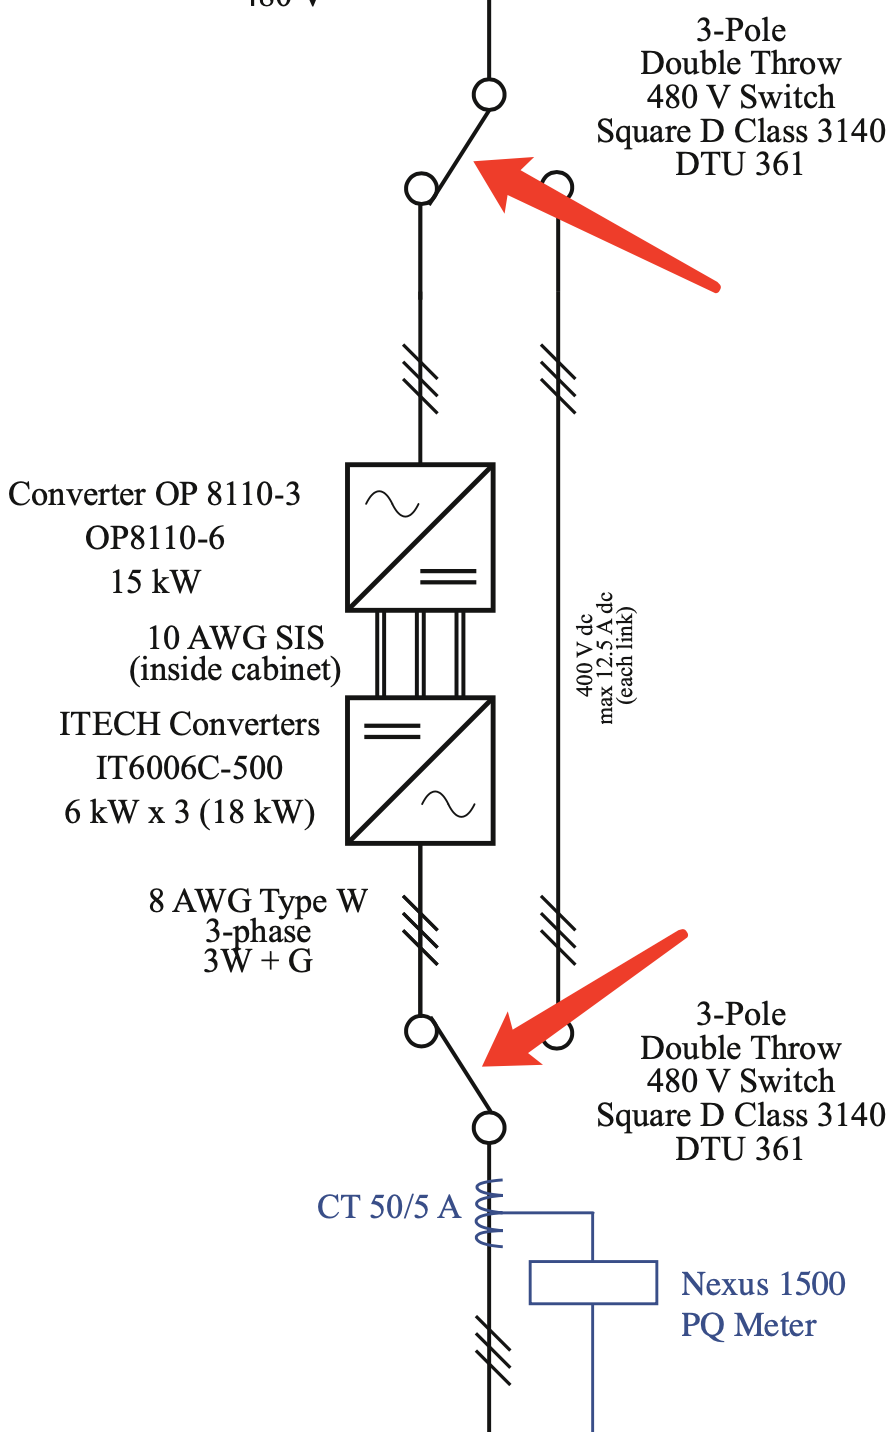 480 V
3-Pole
Double Throw
480 V Switch
Square D Class 3140
DTU 361
Converter OP 8110-3
OP8110-6
15 kW
10 AWG SIS
(inside cabinet)
400 V dc
max 12.5 A dc
(each link)
ITECH Converters
IT6006C-500
6 kW x 3 (18 kW)
8 AWG Type W
3-phase
3W + G
3-Pole
Double Throw
480 V Switch
Square D Class 3140
DTU 361
CT 50/5 A
Nexus 1500
PQ Meter